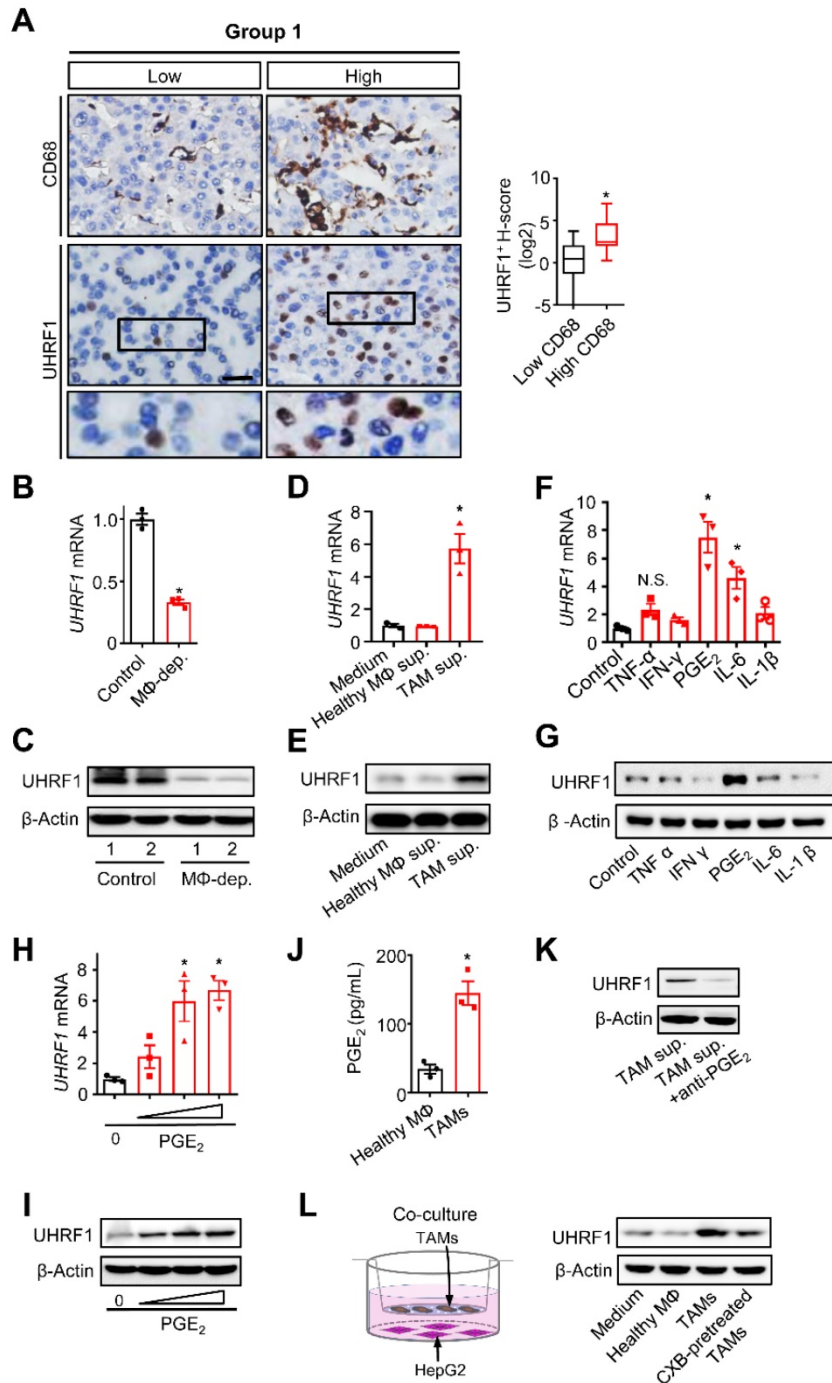 A
Group 1
Low
High
CD68
UHRF1
UHRF1+ H-score
(log2)
10
5
0
-5
Low CD68
High CD68
*
B
UHRF1 mRNA
1.0
0.5
0
*
Control
MΦ-dep.
D
UHRF1 mRNA
8
6
4
2
0
*
Medium
Healthy MΦ sup.
TAM sup.
F
UHRF1 mRNA
10
8
6
4
2
0
N.S.
*
*
Control
TNF-α
IFN-γ
PGE2
IL-6
IL-1β
C
UHRF1
β-Actin
1 2 1 2
Control MΦ-dep.
E
UHRF1
β-Actin
Medium
Healthy MΦ sup.
TAM sup.
G
UHRF1
β -Actin
Control
TNF α
IFN γ
PGE2
IL-6
IL-1 β
H
UHRF1 mRNA
8
6
4
2
0
*
*
0
PGE2
J
PGE2 (pg/mL)
200
100
0
*
Healthy MΦ
TAMs
K
UHRF1
β-Actin
TAM sup.
TAM sup.
+anti-PGE2
I
UHRF1
β-Actin
0
PGE2
L
Co-culture
TAMs
HepG2
UHRF1
β-Actin
Medium
Healthy MΦ
TAMs
CXB-pretreated
TAMs